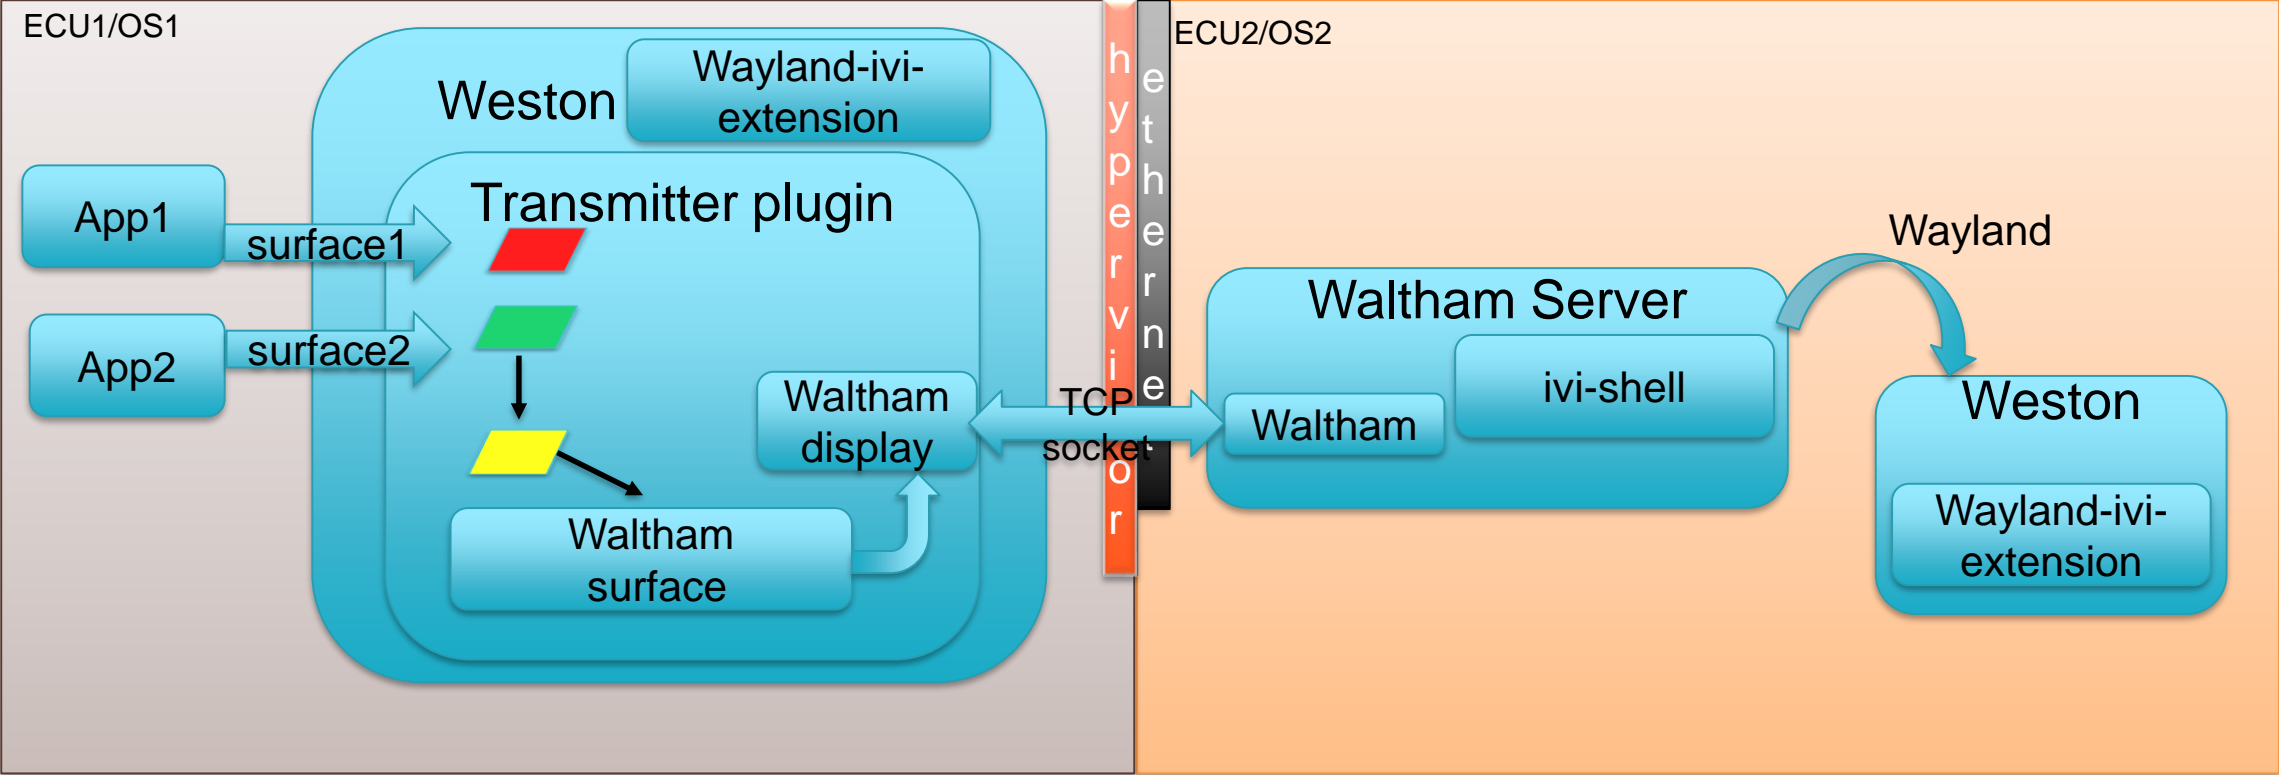 ECU1/OS1
Weston
Wayland-ivi-
extension
Transmitter plugin
App1
surface1
App2
surface2
Waltham
display
Waltham
surface
hypervisor
ethernet
TCP
socket
ECU2/OS2
Waltham Server
ivi-shell
Waltham
Wayland
Weston
Wayland-ivi-
extension